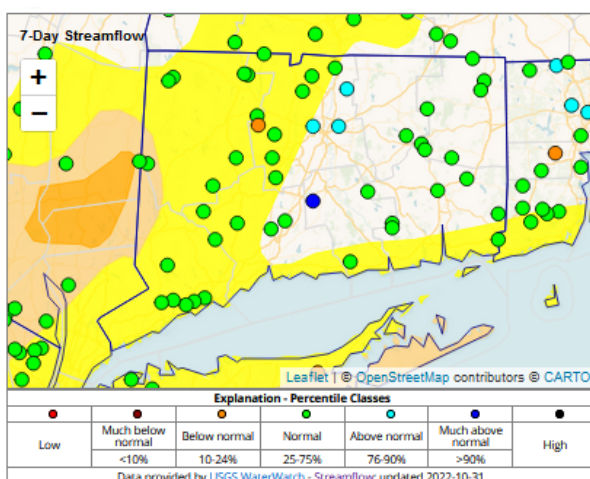 7-Day Streamflow
+
−
Leaflet | © OpenStreetMap contributors © CARTO
Explanation - Percentile Classes
Low
Much below normal
Below normal
Normal
Above normal
Much above normal
High
<10%
10-24%
25-75%
76-90%
>90%
Data provided by USGS WaterWatch - Streamflow; updated 2022-10-31